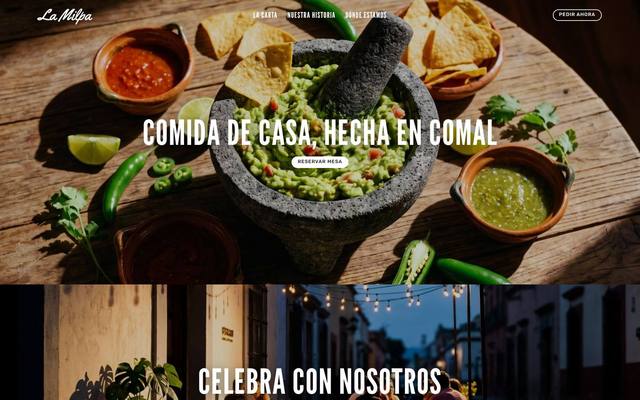 La Milpa
LA CARTA
NUESTRA HISTORIA
DÓNDE ESTAMOS
PEDIR AHORA
COMIDA DE CASA, HECHA EN COMAL
RESERVAR MESA
CELEBRA CON NOSOTROS